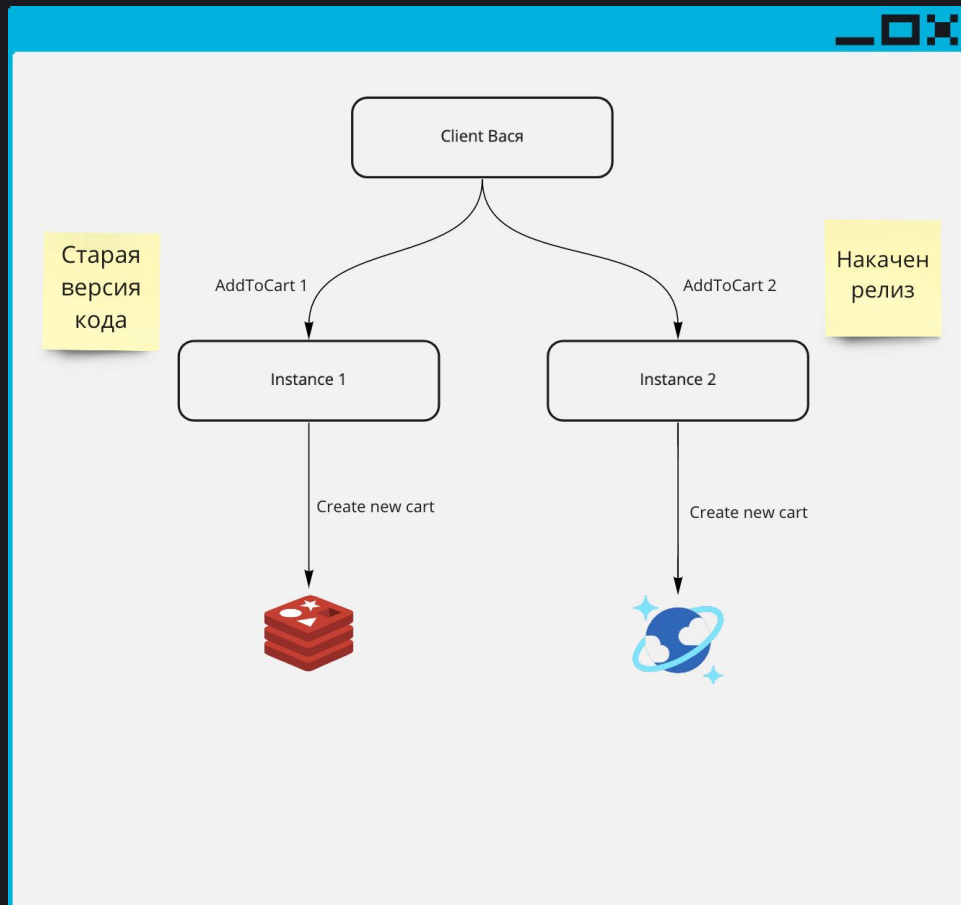 Client Вася
Старая
версия
кода
Накачен
релиз
AddToCart 1
AddToCart 2
Instance 1
Instance 2
Create new cart
Create new cart